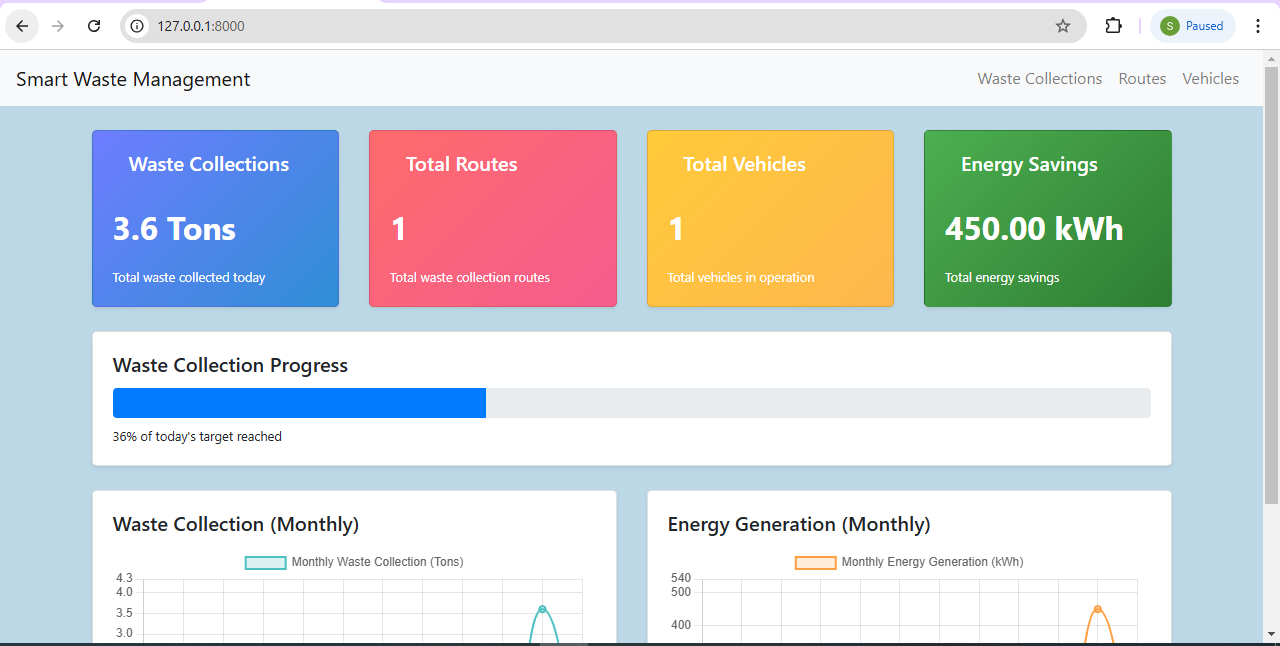 127.0.0.1:8000
S Paused
Smart Waste Management
Waste Collections Routes Vehicles
Waste Collections
3.6 Tons
Total waste collected today
Total Routes
1
Total waste collection routes
Total Vehicles
1
Total vehicles in operation
Energy Savings
450.00 kWh
Total energy savings
Waste Collection Progress
36% of today's target reached
Waste Collection (Monthly)
Monthly Waste Collection (Tons)
4.3
4.0
3.5
3.0
Energy Generation (Monthly)
Monthly Energy Generation (kWh)
540
500
400